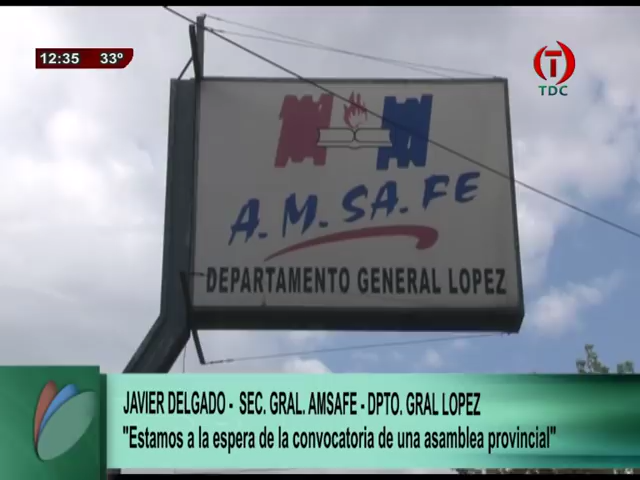 12:35 33º
TDC
A.M.SA.FE
DEPARTAMENTO GENERAL LOPEZ
JAVIER DELGADO - SEC. GRAL. AMSAFE - DPTO. GRAL LOPEZ
"Estamos a la espera de la convocatoria de una asamblea provincial"